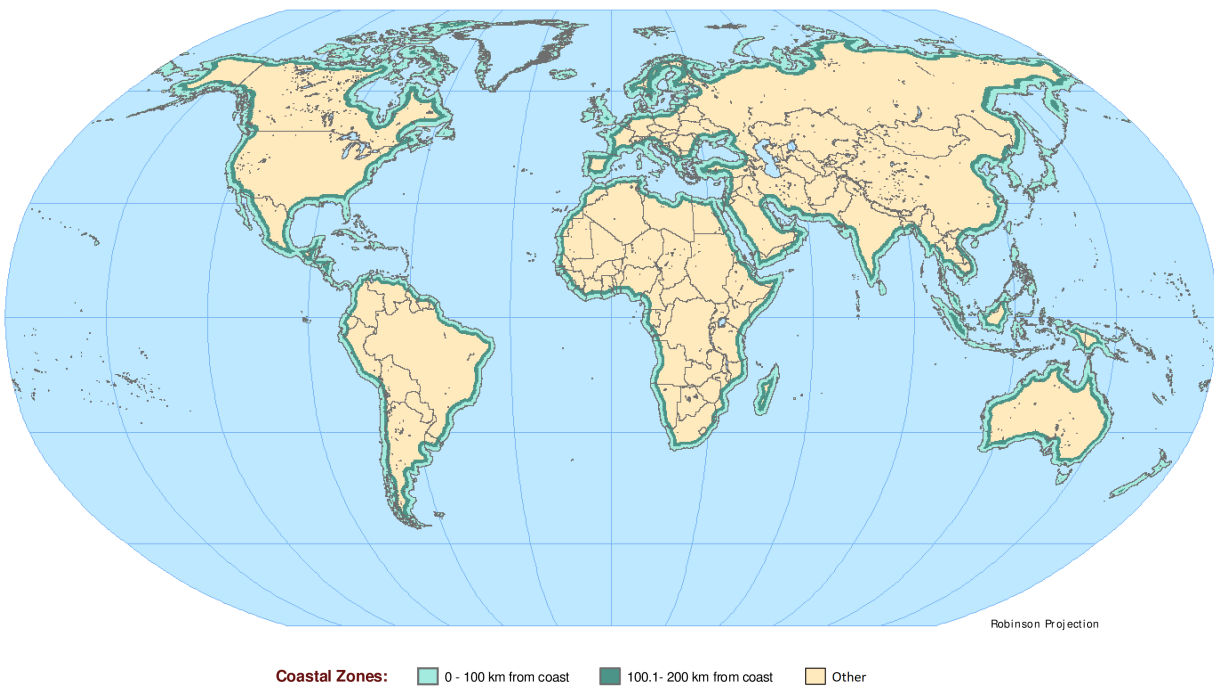 Robinson Projection
Coastal Zones: 0 - 100 km from coast 100.1- 200 km from coast Other